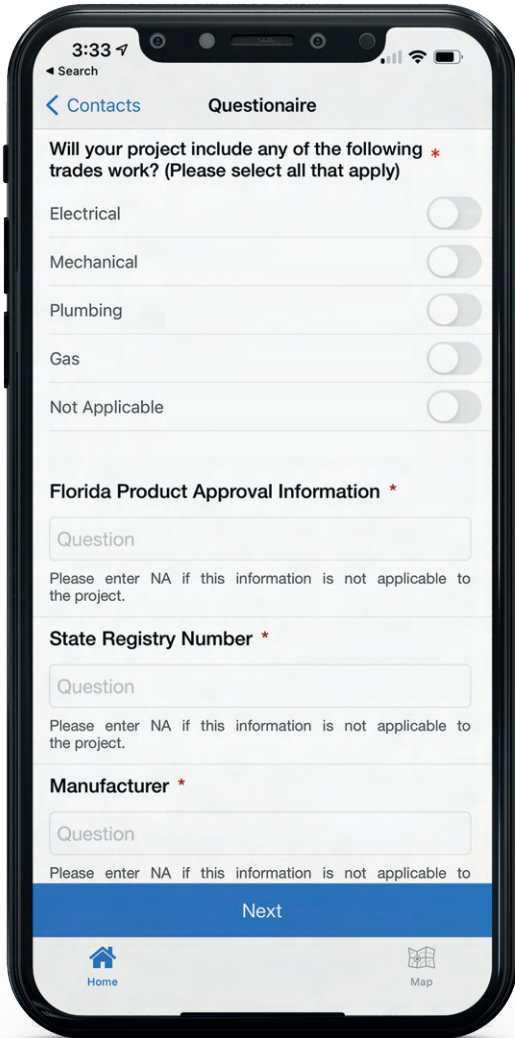 3:33
Search
Contacts
Questionaire
Will your project include any of the following *
trades work? (Please select all that apply)
Electrical
Mechanical
Plumbing
Gas
Not Applicable
Florida Product Approval Information *
Question
Please enter NA if this information is not applicable to
the project.
State Registry Number *
Question
Please enter NA if this information is not applicable to
the project.
Manufacturer *
Question
Please enter NA if this information is not applicable to
Next
Home
Map